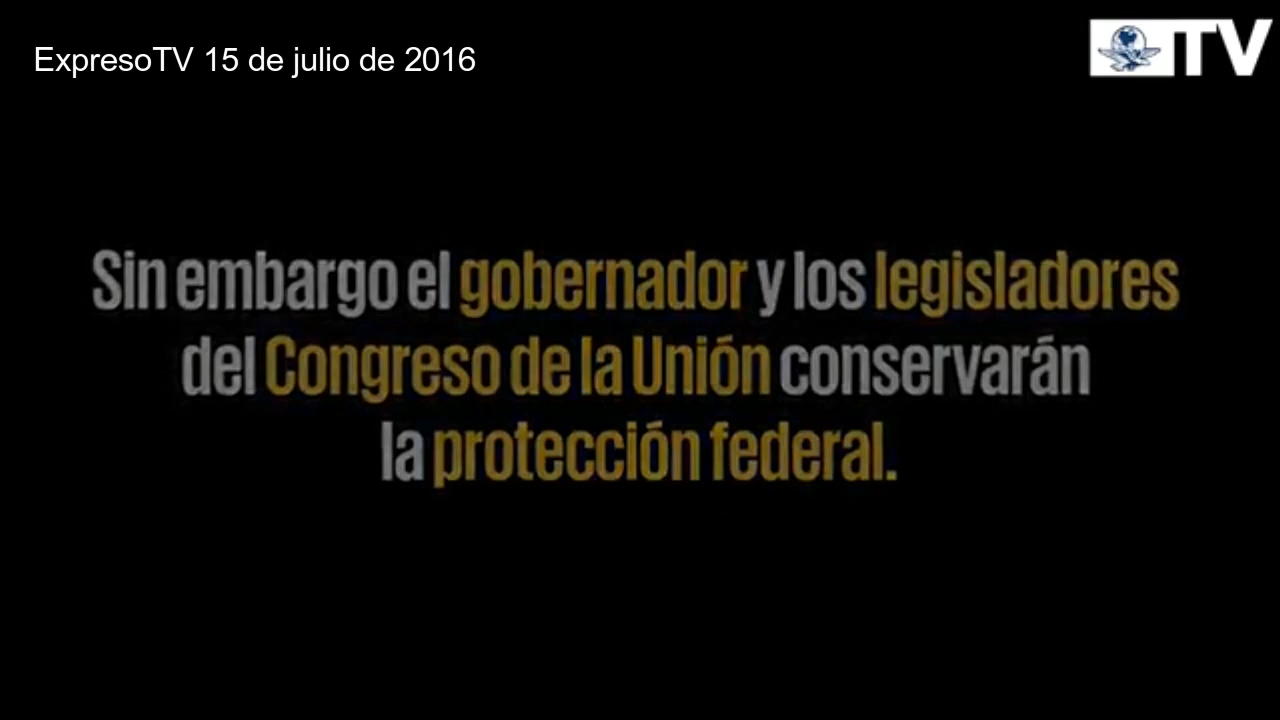 ExpresoTV 15 de julio de 2016
TV
Sin embargo el gobernador y los legisladores
del Congreso de la Unión conservarán
la protección federal.